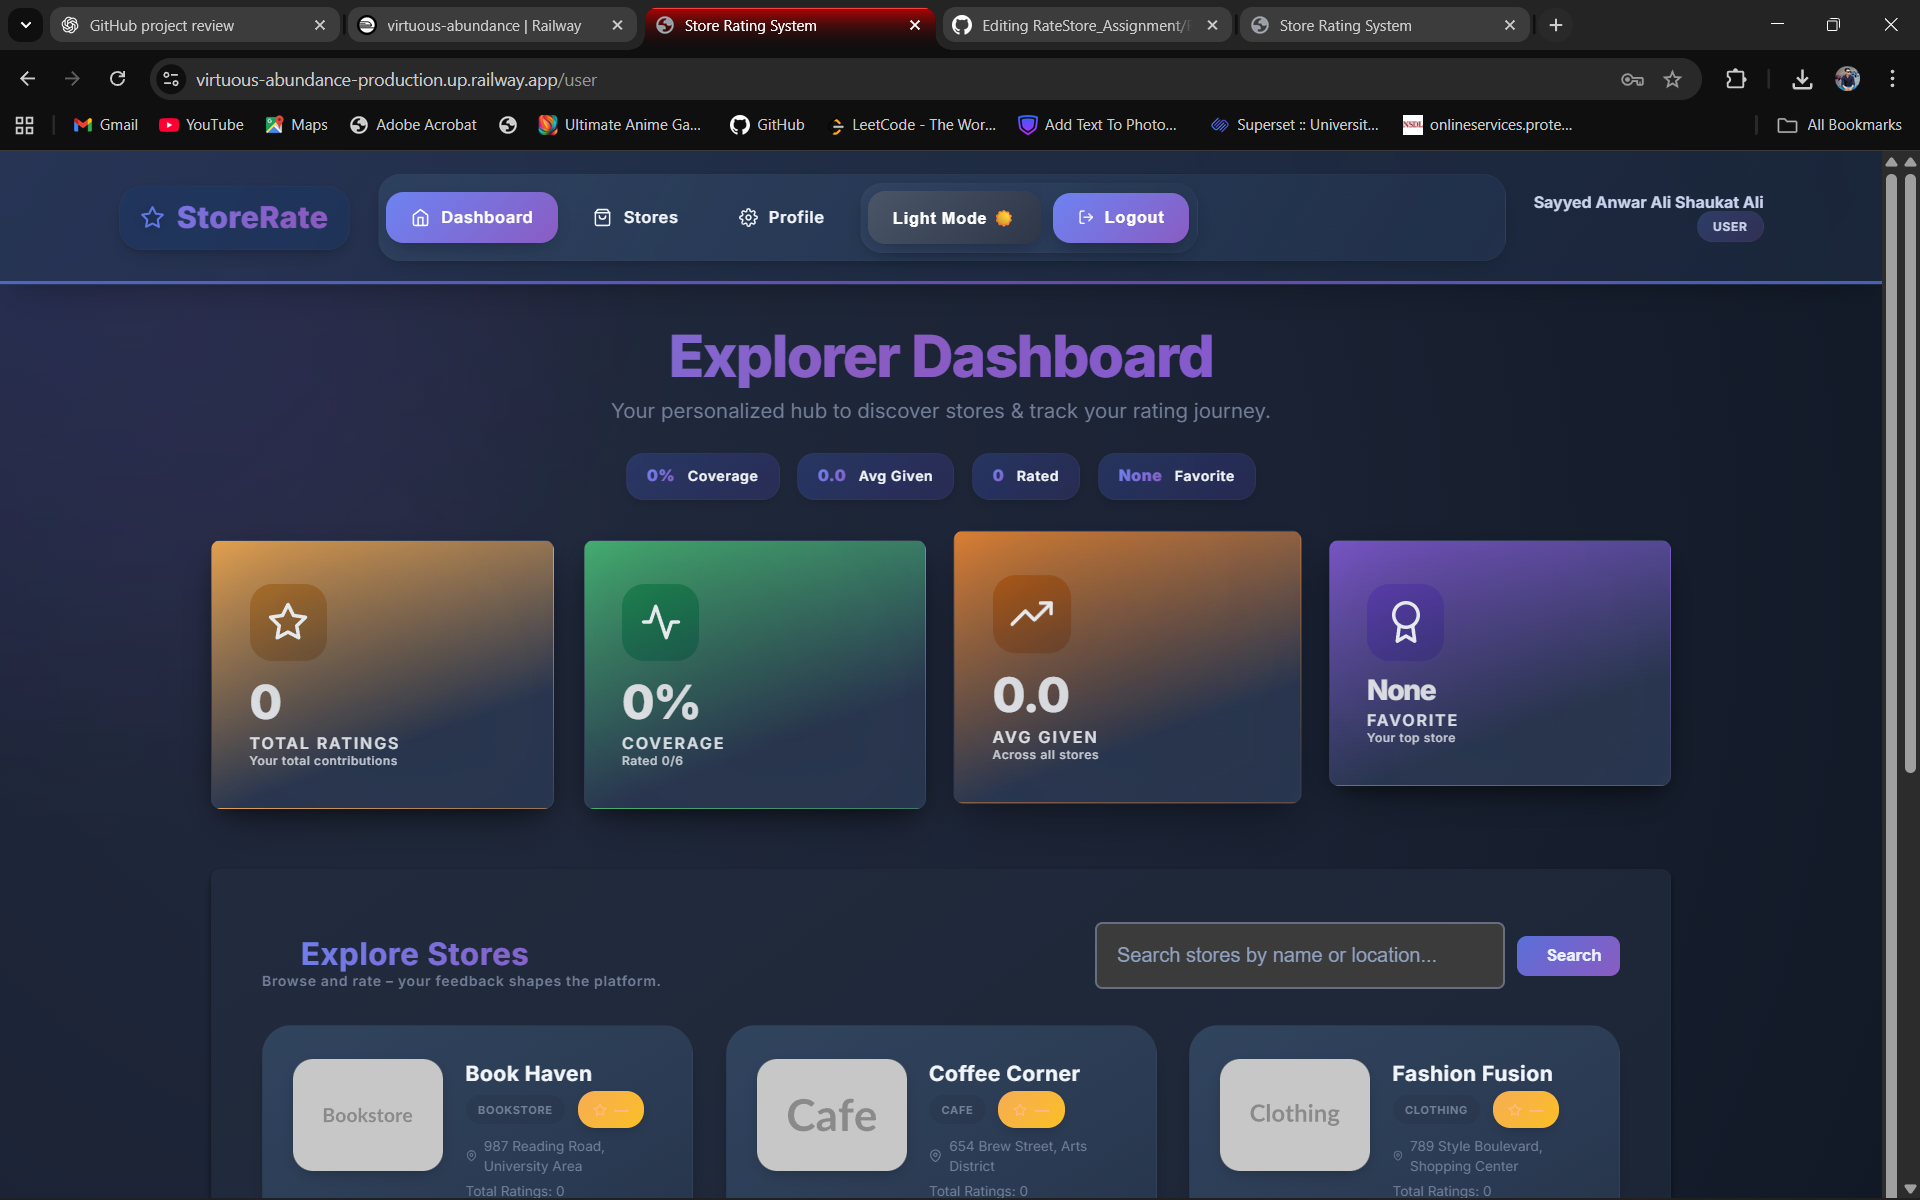 GitHub project review
virtuous-abundance | Railway
Store Rating System
Editing RateStore_Assignment/
Store Rating System
virtuous-abundance-production.up.railway.app/user
Gmail
YouTube
Maps
Adobe Acrobat
Ultimate Anime Ga...
GitHub
LeetCode - The Wor...
Add Text To Photo...
Superset :: Universit...
NSDL
onlineservices.prote...
All Bookmarks
StoreRate
Dashboard
Stores
Profile
Light Mode
Logout
Sayyed Anwar Ali Shaukat Ali
USER
Explorer Dashboard
Your personalized hub to discover stores & track your rating journey.
0% Coverage
0.0 Avg Given
0 Rated
None Favorite
0
TOTAL RATINGS
Your total contributions
0%
COVERAGE
Rated 0/6
0.0
AVG GIVEN
Across all stores
None
FAVORITE
Your top store
Explore Stores
Browse and rate – your feedback shapes the platform.
Search stores by name or location...
Search
Bookstore
Book Haven
BOOKSTORE
—
987 Reading Road,
University Area
Total Ratings: 0
Cafe
Coffee Corner
CAFE
—
654 Brew Street, Arts
District
Total Ratings: 0
Clothing
Fashion Fusion
CLOTHING
—
789 Style Boulevard,
Shopping Center
Total Ratings: 0